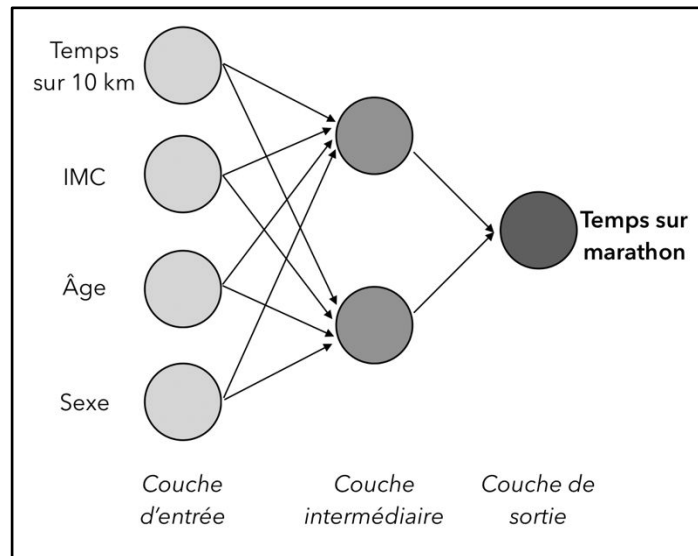 Temps
sur 10 km
IMC
Âge
Sexe
Temps sur
marathon
Couche
d'entrée
Couche
intermédiaire
Couche de
sortie